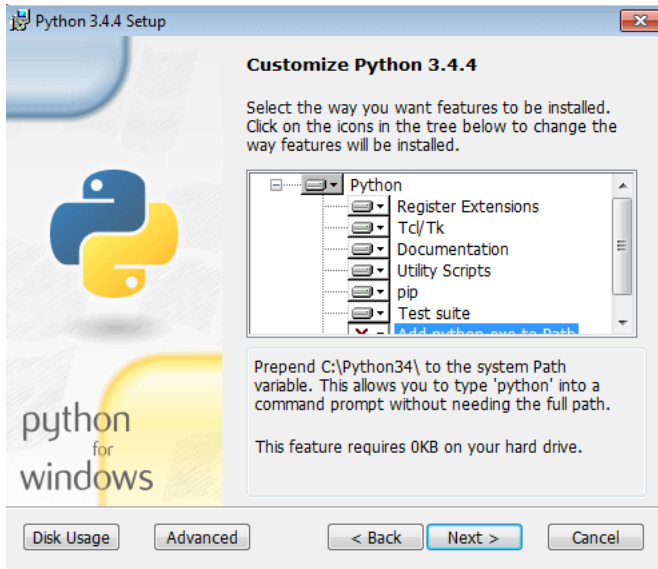 Python 3.4.4 Setup
Customize Python 3.4.4
Select the way you want features to be installed.
Click on the icons in the tree below to change the
way features will be installed.
Python
Register Extensions
Tcl/Tk
Documentation
Utility Scripts
pip
Test suite
Add python.exe to Path
Prepend C:\Python34\ to the system Path
variable. This allows you to type 'python' into a
command prompt without needing the full path.
This feature requires 0KB on your hard drive.
python
for
windows
Disk Usage
Advanced
< Back
Next >
Cancel